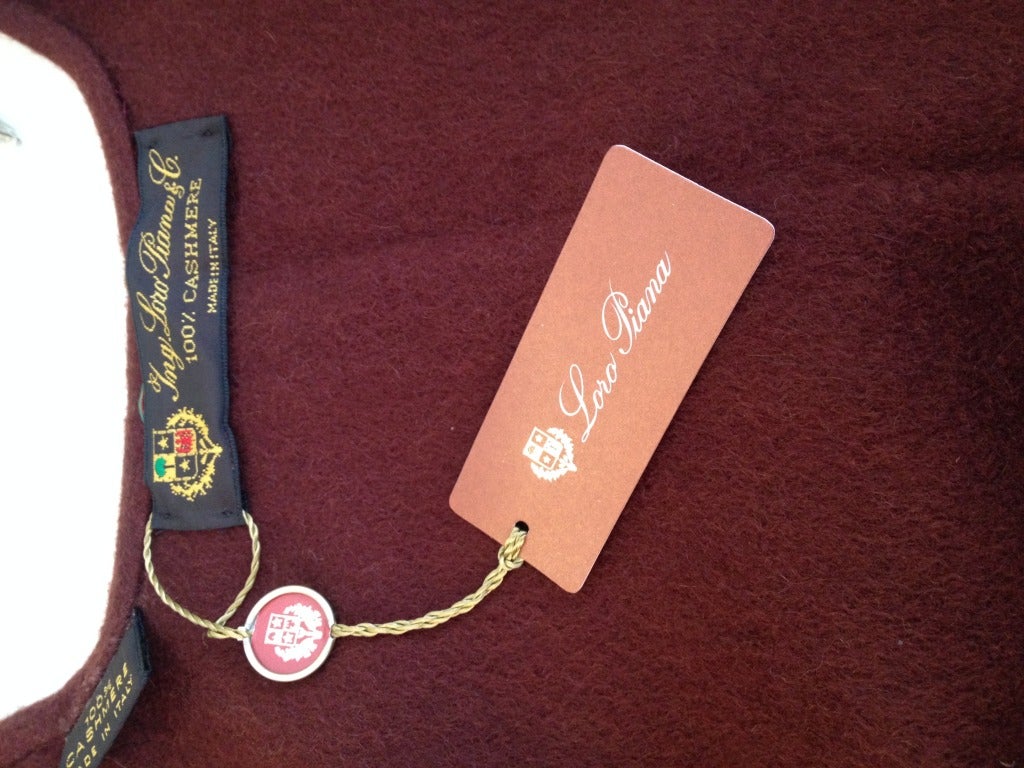 Ing. Loro Piana & C.
100% CASHMERE
MADE IN ITALY
Loro Piana
100%
CASHMERE
MADE IN ITALY